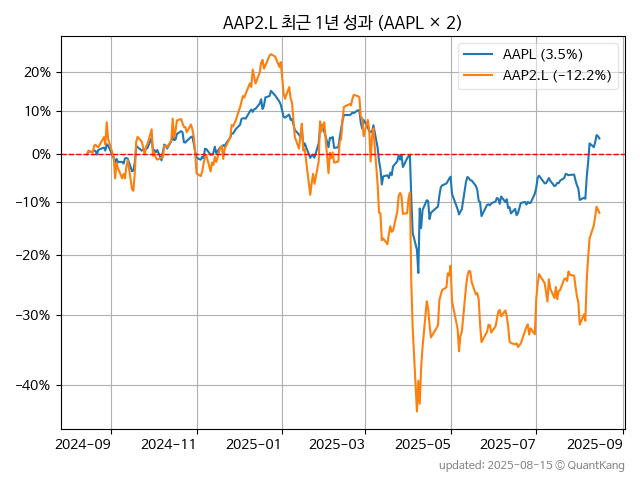 AAP2.L 최근 1년 성과 (AAPL × 2)
AAPL (3.5%)
AAP2.L (−12.2%)
20%
10%
0%
−10%
−20%
−30%
−40%
2024-09 2024-11 2025-01 2025-03 2025-05 2025-07 2025-09
updated: 2025-08-15 © QuantKang